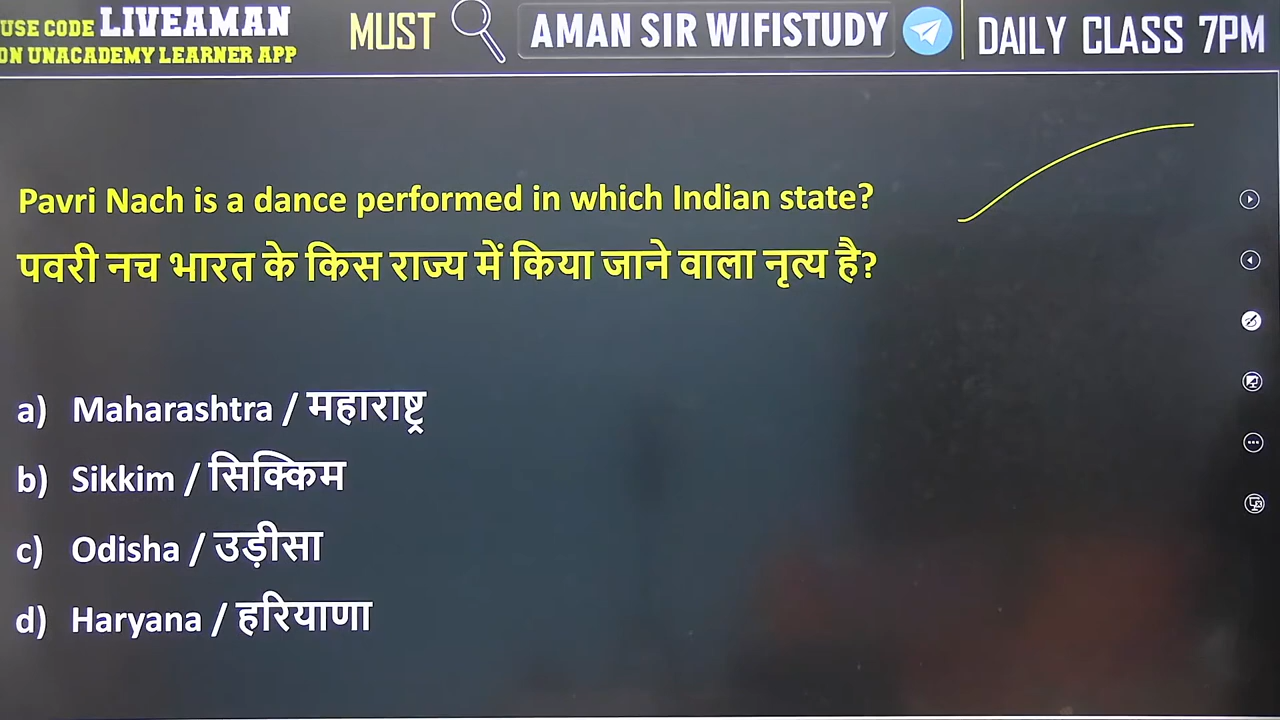 USE CODE LIVEAMAN
ON UNACADEMY LEARNER APP
MUST
AMAN SIR WIFISTUDY
DAILY CLASS 7PM
Pavri Nach is a dance performed in which Indian state?
पवरी नच भारत के किस राज्य में किया जाने वाला नृत्य है?
a) Maharashtra / महाराष्ट्र
b) Sikkim / सिक्किम
c) Odisha / उड़ीसा
d) Haryana / हरियाणा